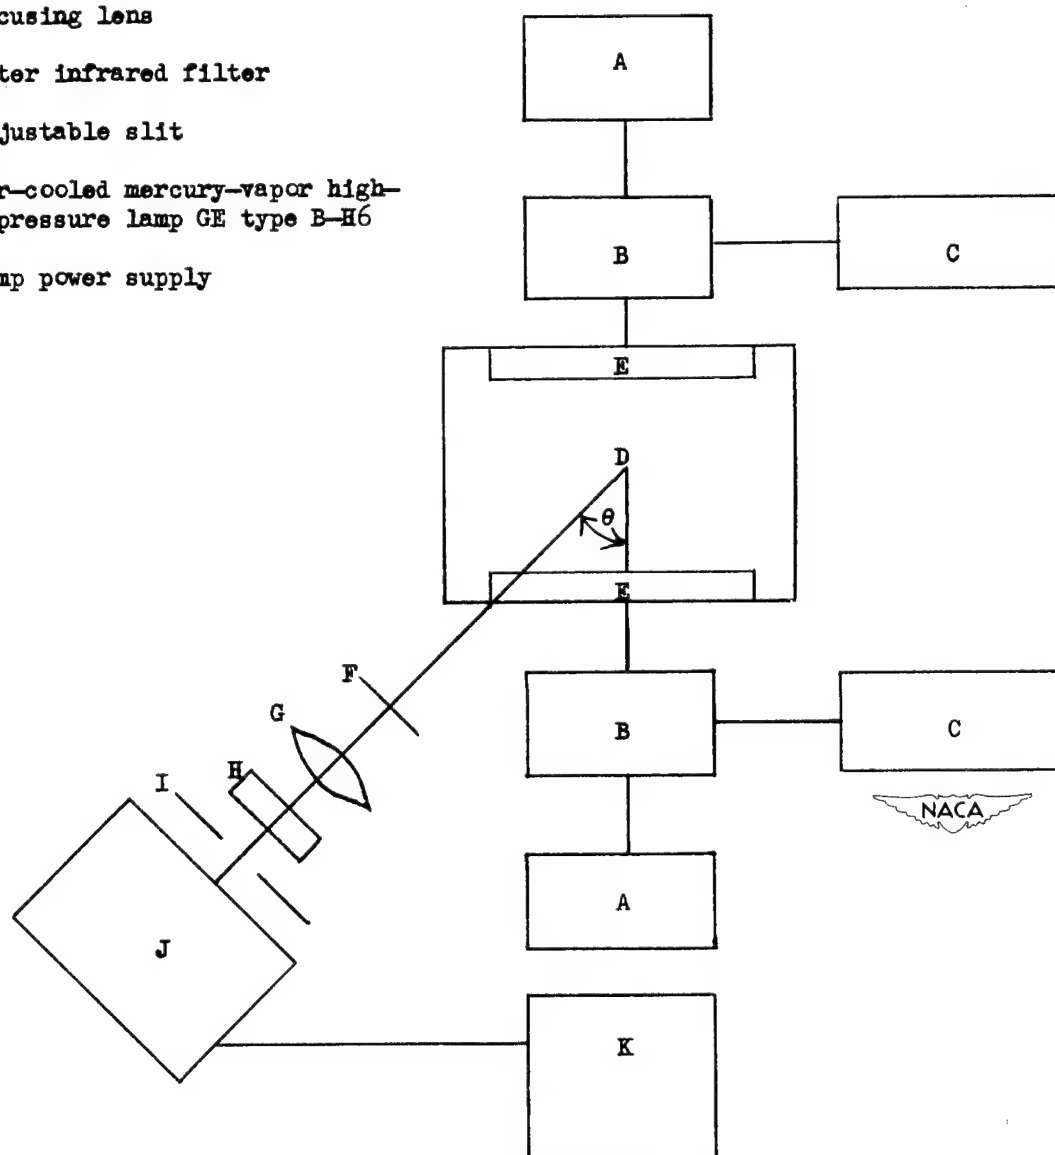 cusing lens
ter infrared filter
justable slit
r-cooled mercury-vapor high-
pressure lamp GE type B-H6
mp power supply
A
B
C
E
D
θ
E
F
G
B
C
H
I
NACA
A
J
K